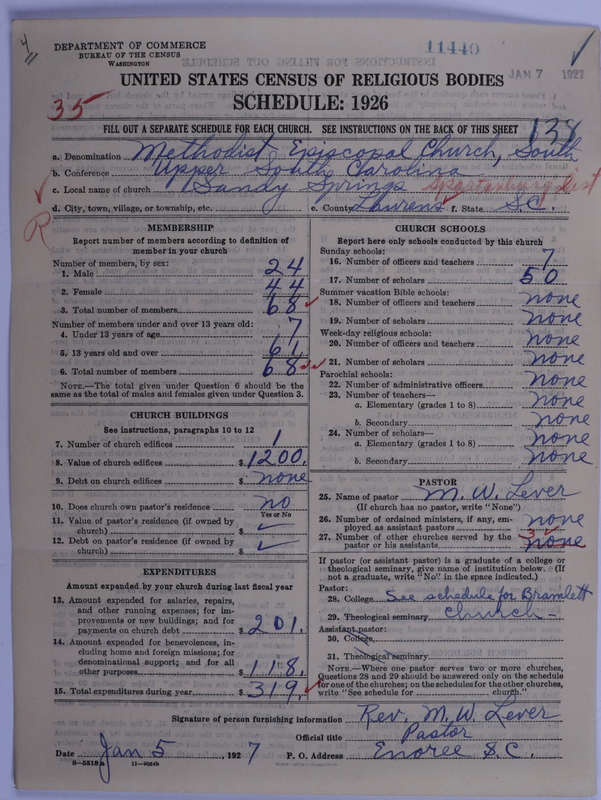 4
DEPARTMENT OF COMMERCE
BUREAU OF THE CENSUS
WASHINGTON
11440
JAN 7 1927
UNITED STATES CENSUS OF RELIGIOUS BODIES
35
SCHEDULE: 1926
138
FILL OUT A SEPARATE SCHEDULE FOR EACH CHURCH. SEE INSTRUCTIONS ON THE BACK OF THIS SHEET
a. Denomination Methodist Episcopal Church, South
b. Conference Upper South Carolina
c. Local name of church Sandy Springs Spartanburg dist
d. City, town, village, or township, etc. e. County Laurens f. State S.C.
R
MEMBERSHIP
Report number of members according to definition of
member in your church
Number of members, by sex:
1. Male 24
2. Female 44
3. Total number of members 68
Number of members under and over 13 years old:
4. Under 13 years of age 7
5. 13 years old and over 61
6. Total number of members 68
NOTE.—The total given under Question 6 should be the
same as the total of males and females given under Question 3.
CHURCH BUILDINGS
See instructions, paragraphs 10 to 12
7. Number of church edifices 1
8. Value of church edifices $ 1200.
9. Debt on church edifices $ none
10. Does church own pastor's residence no
Yes or No
11. Value of pastor's residence (if owned by
church) $
12. Debt on pastor's residence (if owned by
church) $
EXPENDITURES
Amount expended by your church during last fiscal year
13. Amount expended for salaries, repairs,
and other running expenses; for im-
provements or new buildings; and for
payments on church debt $ 201.
14. Amount expended for benevolences, in-
cluding home and foreign missions; for
denominational support; and for all
other purposes $ 118.
15. Total expenditures during year $ 319.
CHURCH SCHOOLS
Report here only schools conducted by this church
Sunday schools:
16. Number of officers and teachers 7
17. Number of scholars 50
Summer vacation Bible schools:
18. Number of officers and teachers none
19. Number of scholars none
Week-day religious schools:
20. Number of officers and teachers none
21. Number of scholars none
Parochial schools:
22. Number of administrative officers none
23. Number of teachers—
a. Elementary (grades 1 to 8) none
b. Secondary none
24. Number of scholars—
a. Elementary (grades 1 to 8) none
b. Secondary none
PASTOR
25. Name of pastor M. W. Lever
(If church has no pastor, write "None")
26. Number of ordained ministers, if any, em-
ployed as assistant pastors none
27. Number of other churches served by the 3
pastor or his assistants none
If pastor (or assistant pastor) is a graduate of a college or
theological seminary, give name of institution below. (If
not a graduate, write "No" in the space indicated.)
Pastor:
28. College See schedule for Bramlett
29. Theological seminary Church -
Assistant pastor:
30. College
31. Theological seminary
NOTE.—Where one pastor serves two or more churches,
Questions 28 and 29 should be answered only on the schedule
for one of the churches; on the schedules for the other churches,
write "See schedule for church."
Signature of person furnishing information Rev. M. W. Lever
Official title Pastor
Date Jan 5, 1927 P. O. Address Enoree S.C.
8-5518a 11-9054b